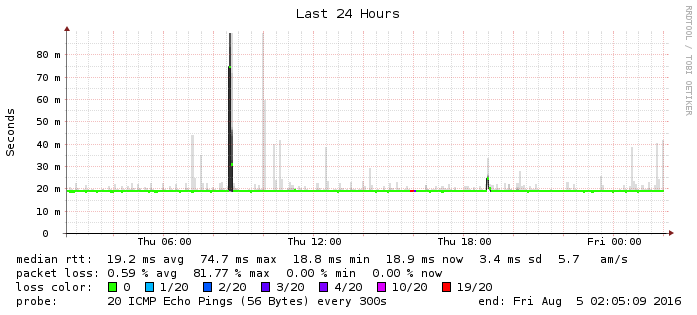 Last 24 Hours
RRDTOOL / TOBI OETIKER
Seconds
80 m
70 m
60 m
50 m
40 m
30 m
20 m
10 m
0
Thu 06:00 Thu 12:00 Thu 18:00 Fri 00:00
median rtt: 19.2 ms avg 74.7 ms max 18.8 ms min 18.9 ms now 3.4 ms sd 5.7 am/s
packet loss: 0.59 % avg 81.77 % max 0.00 % min 0.00 % now
loss color: 0 1/20 2/20 3/20 4/20 10/20 19/20
probe: 20 ICMP Echo Pings (56 Bytes) every 300s end: Fri Aug 5 02:05:09 2016